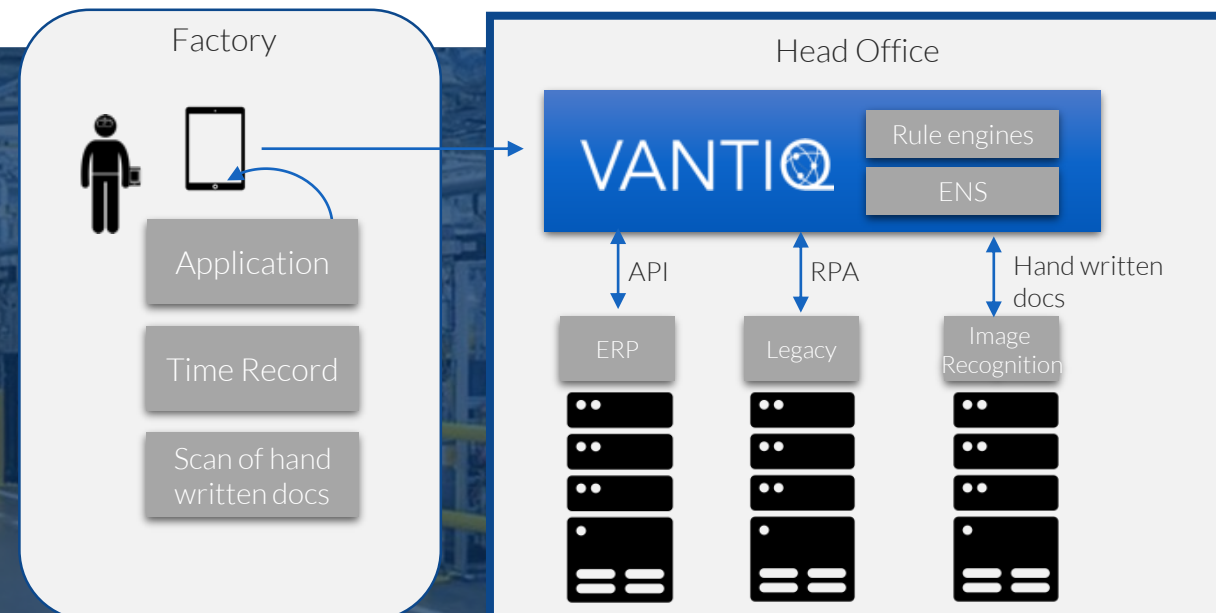 Factory
Application
Time Record
Scan of hand
written docs
Head Office
VANTIQ
Rule engines
ENS
API
RPA
Hand written
docs
ERP
Legacy
Image
Recognition